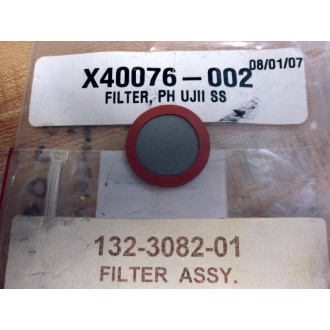 08/01/07
X40076-002
FILTER, PH UJII SS
132-3082-01
FILTER ASSY.